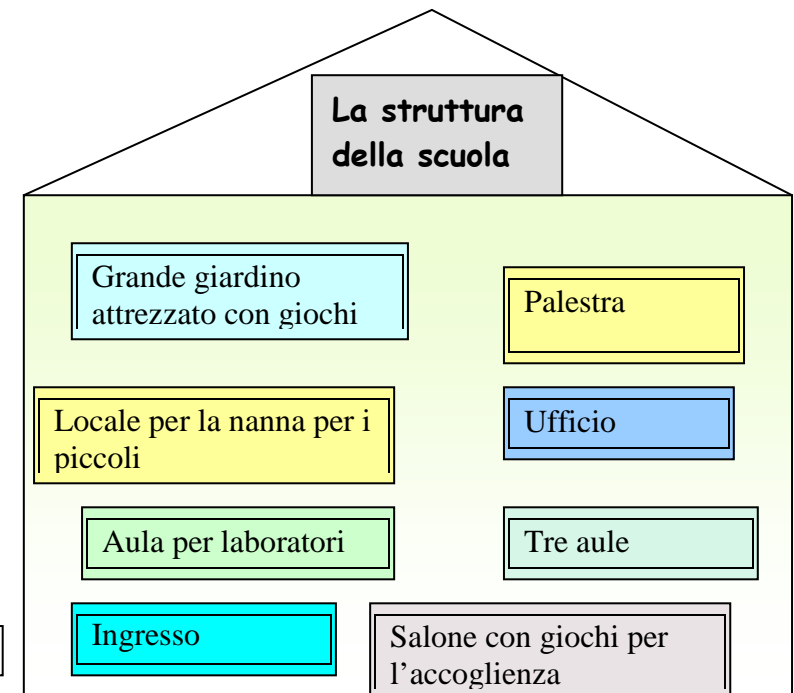 La struttura
della scuola
Grande giardino
attrezzato con giochi
Palestra
Locale per la nanna per i
piccoli
Ufficio
Aula per laboratori
Tre aule
Ingresso
Salone con giochi per
l’accoglienza